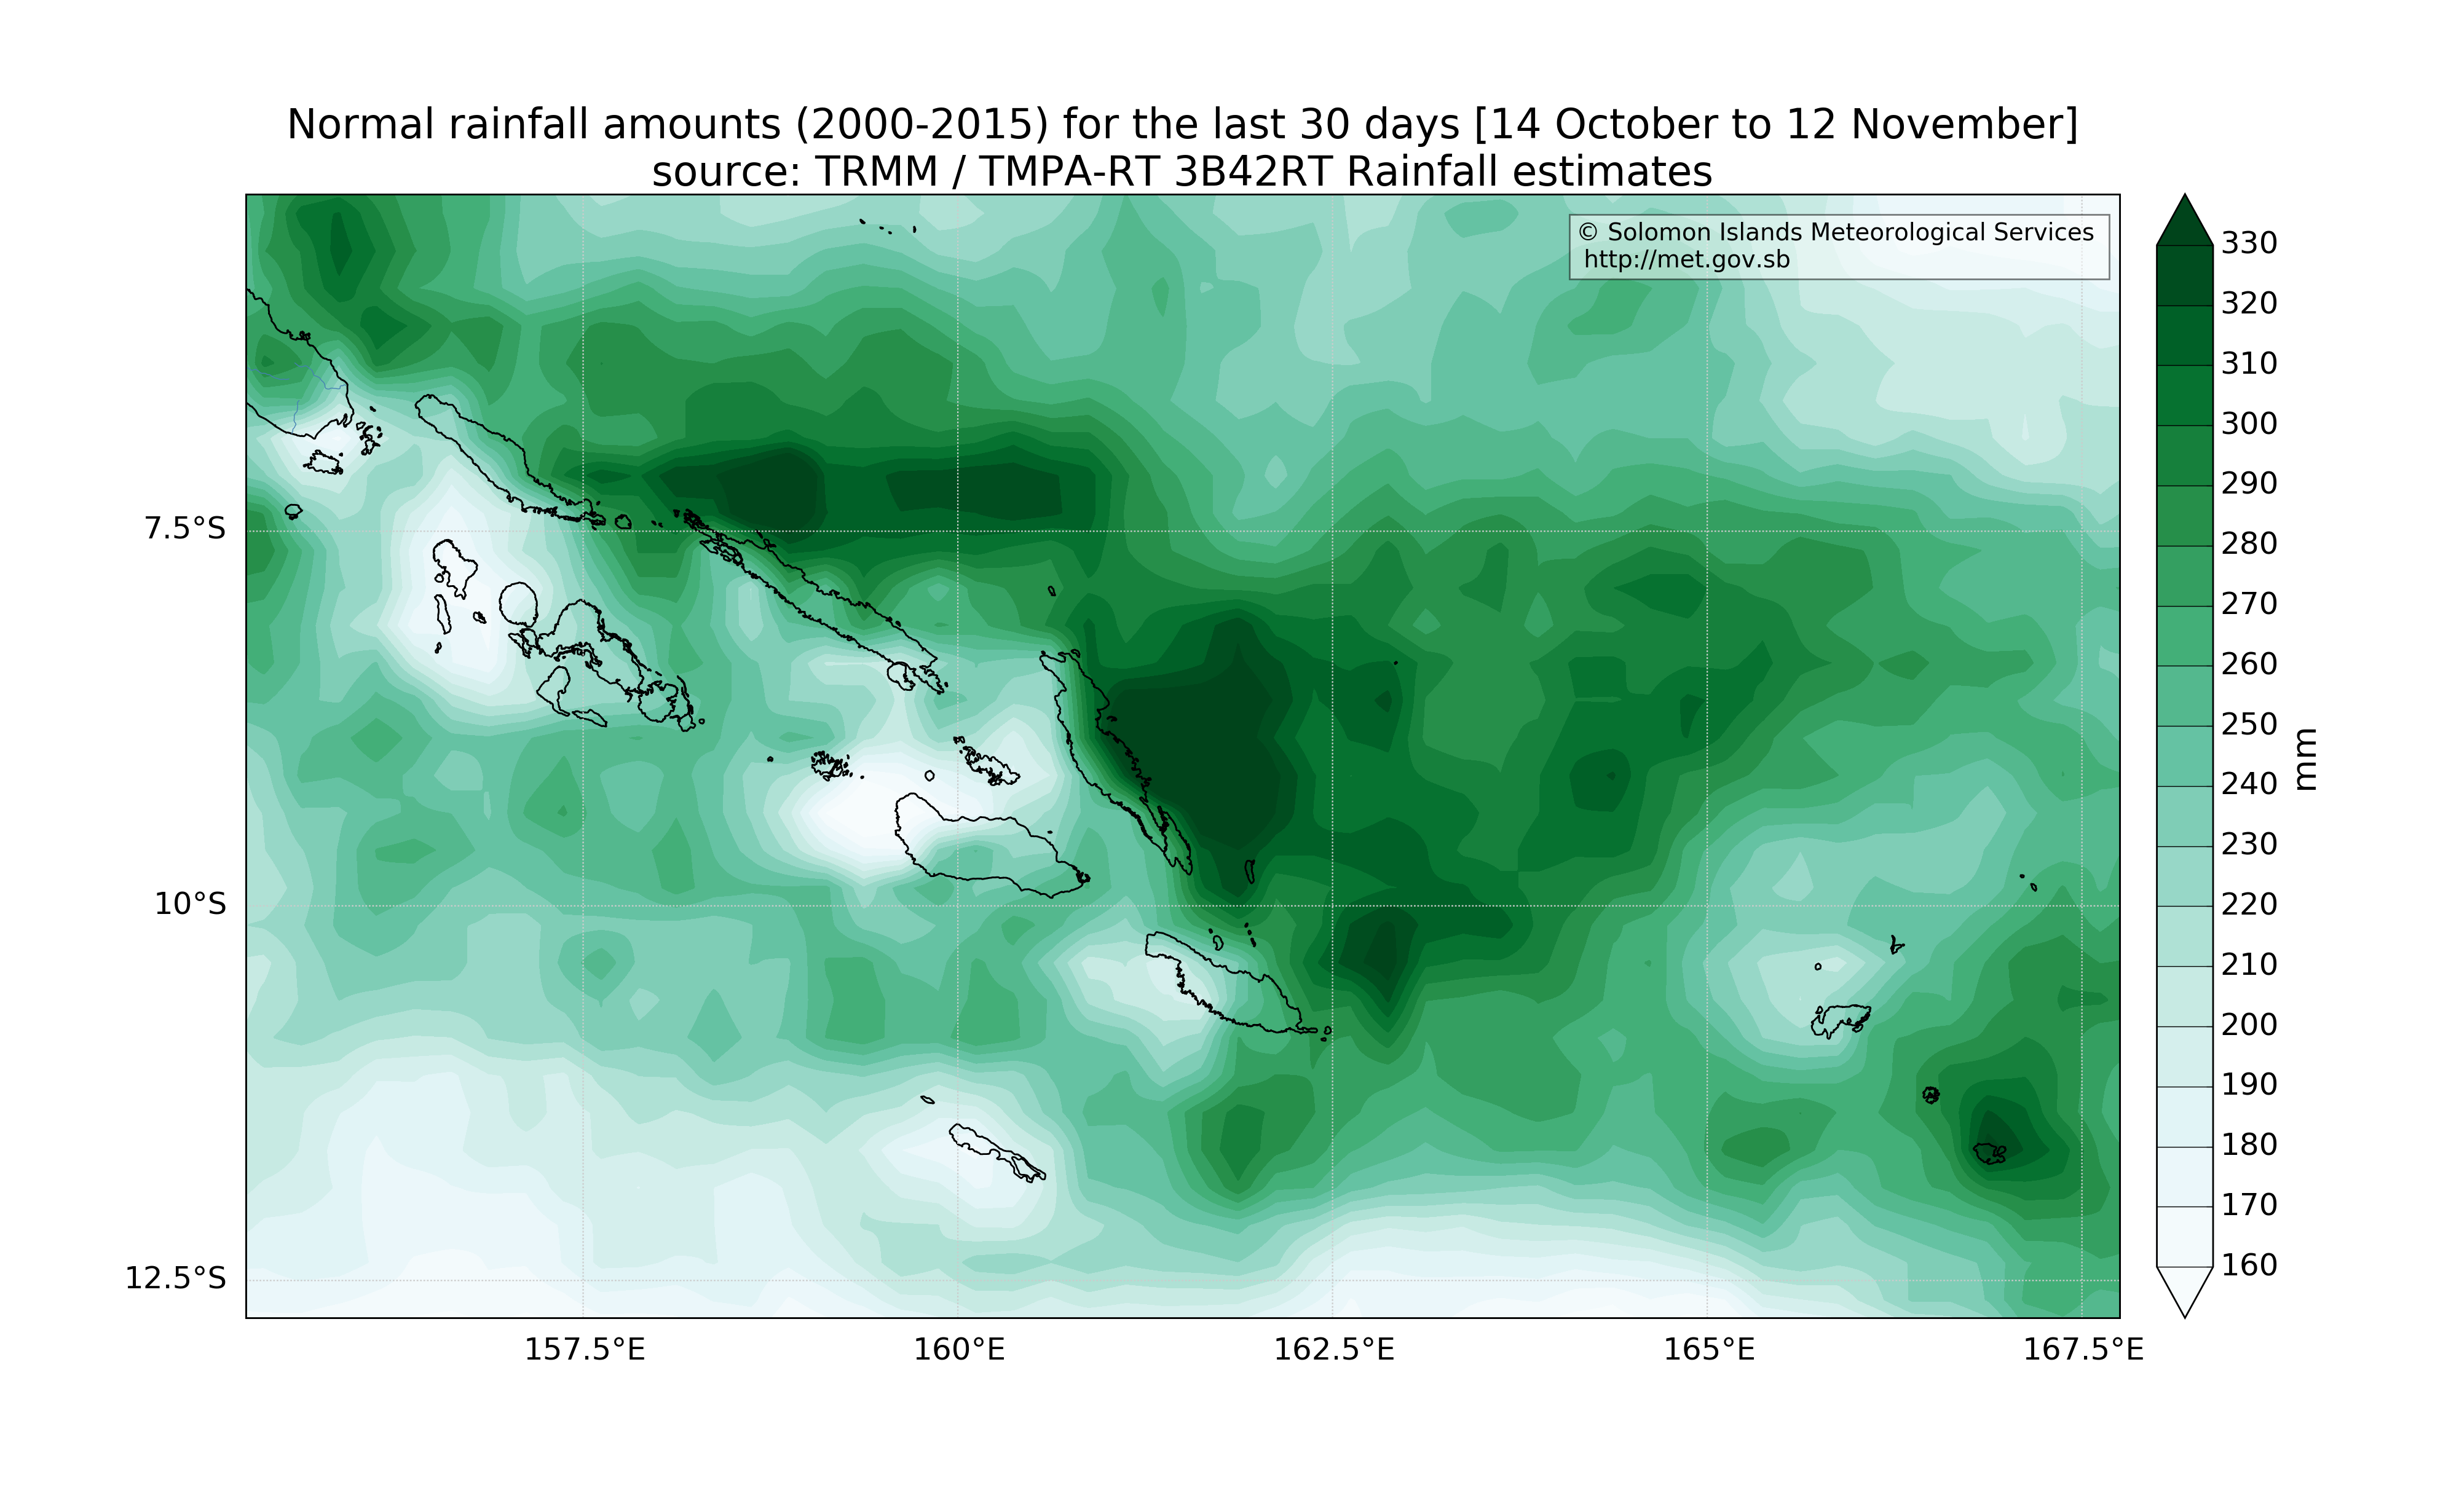 Normal rainfall amounts (2000-2015) for the last 30 days [14 October to 12 November]
source: TRMM / TMPA-RT 3B42RT Rainfall estimates
© Solomon Islands Meteorological Services
http://met.gov.sb
330
320
310
300
290
280
270
260
250
240
230
220
210
200
190
180
170
160
mm
7.5°S
10°S
12.5°S
157.5°E
160°E
162.5°E
165°E
167.5°E